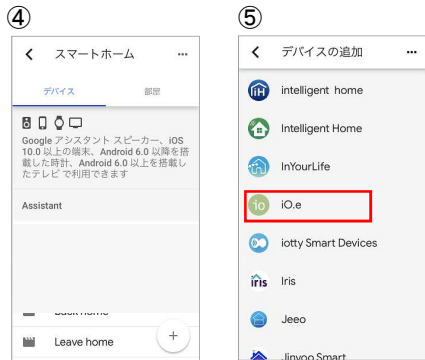 ④
スマートホーム
デバイス 部屋
Google アシスタント スピーカー、iOS
10.0 以上の端末、Android 6.0 以降を搭
載した時計、Android 6.0 以上を搭載し
たテレビ で利用できます
Assistant
Back home
Leave home
⑤
デバイスの追加
intelligent home
Intelligent Home
InYourLife
iO.e
iotty Smart Devices
Iris
Jeeo
Jinvoo Smart